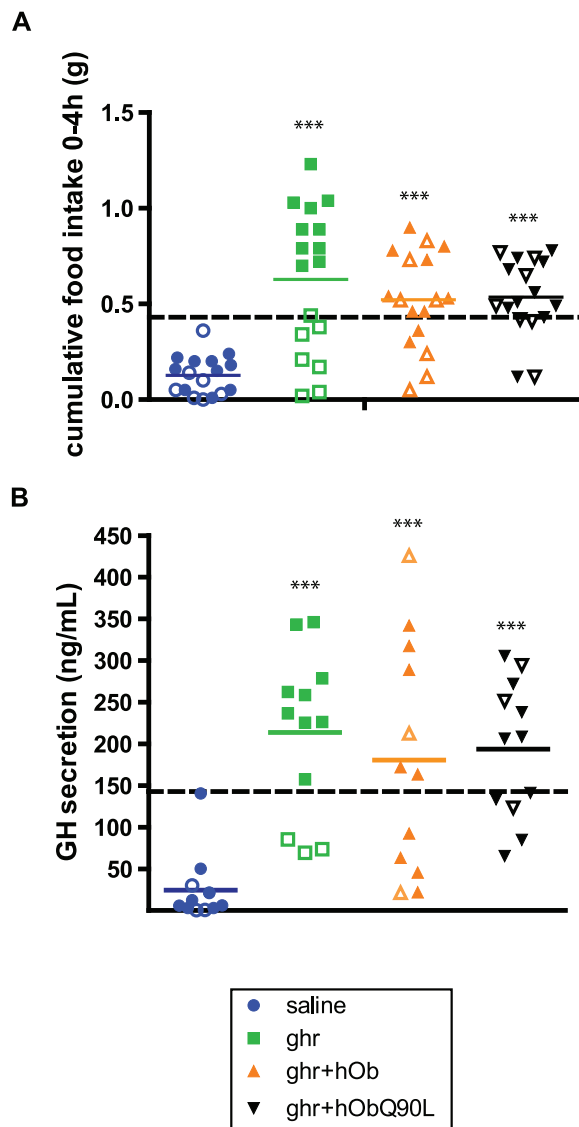 A
cumulative food intake 0-4h (g)
1.5
1.0
0.5
0.0
***
***
***
B
GH secretion (ng/mL)
450
400
350
300
250
200
150
100
50
***
***
***
saline
ghr
ghr+hOb
ghr+hObQ90L